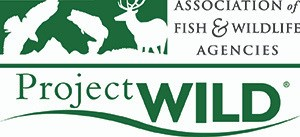 ASSOCIATION of
FISH & WILDLIFE
AGENCIES
Project WILD®